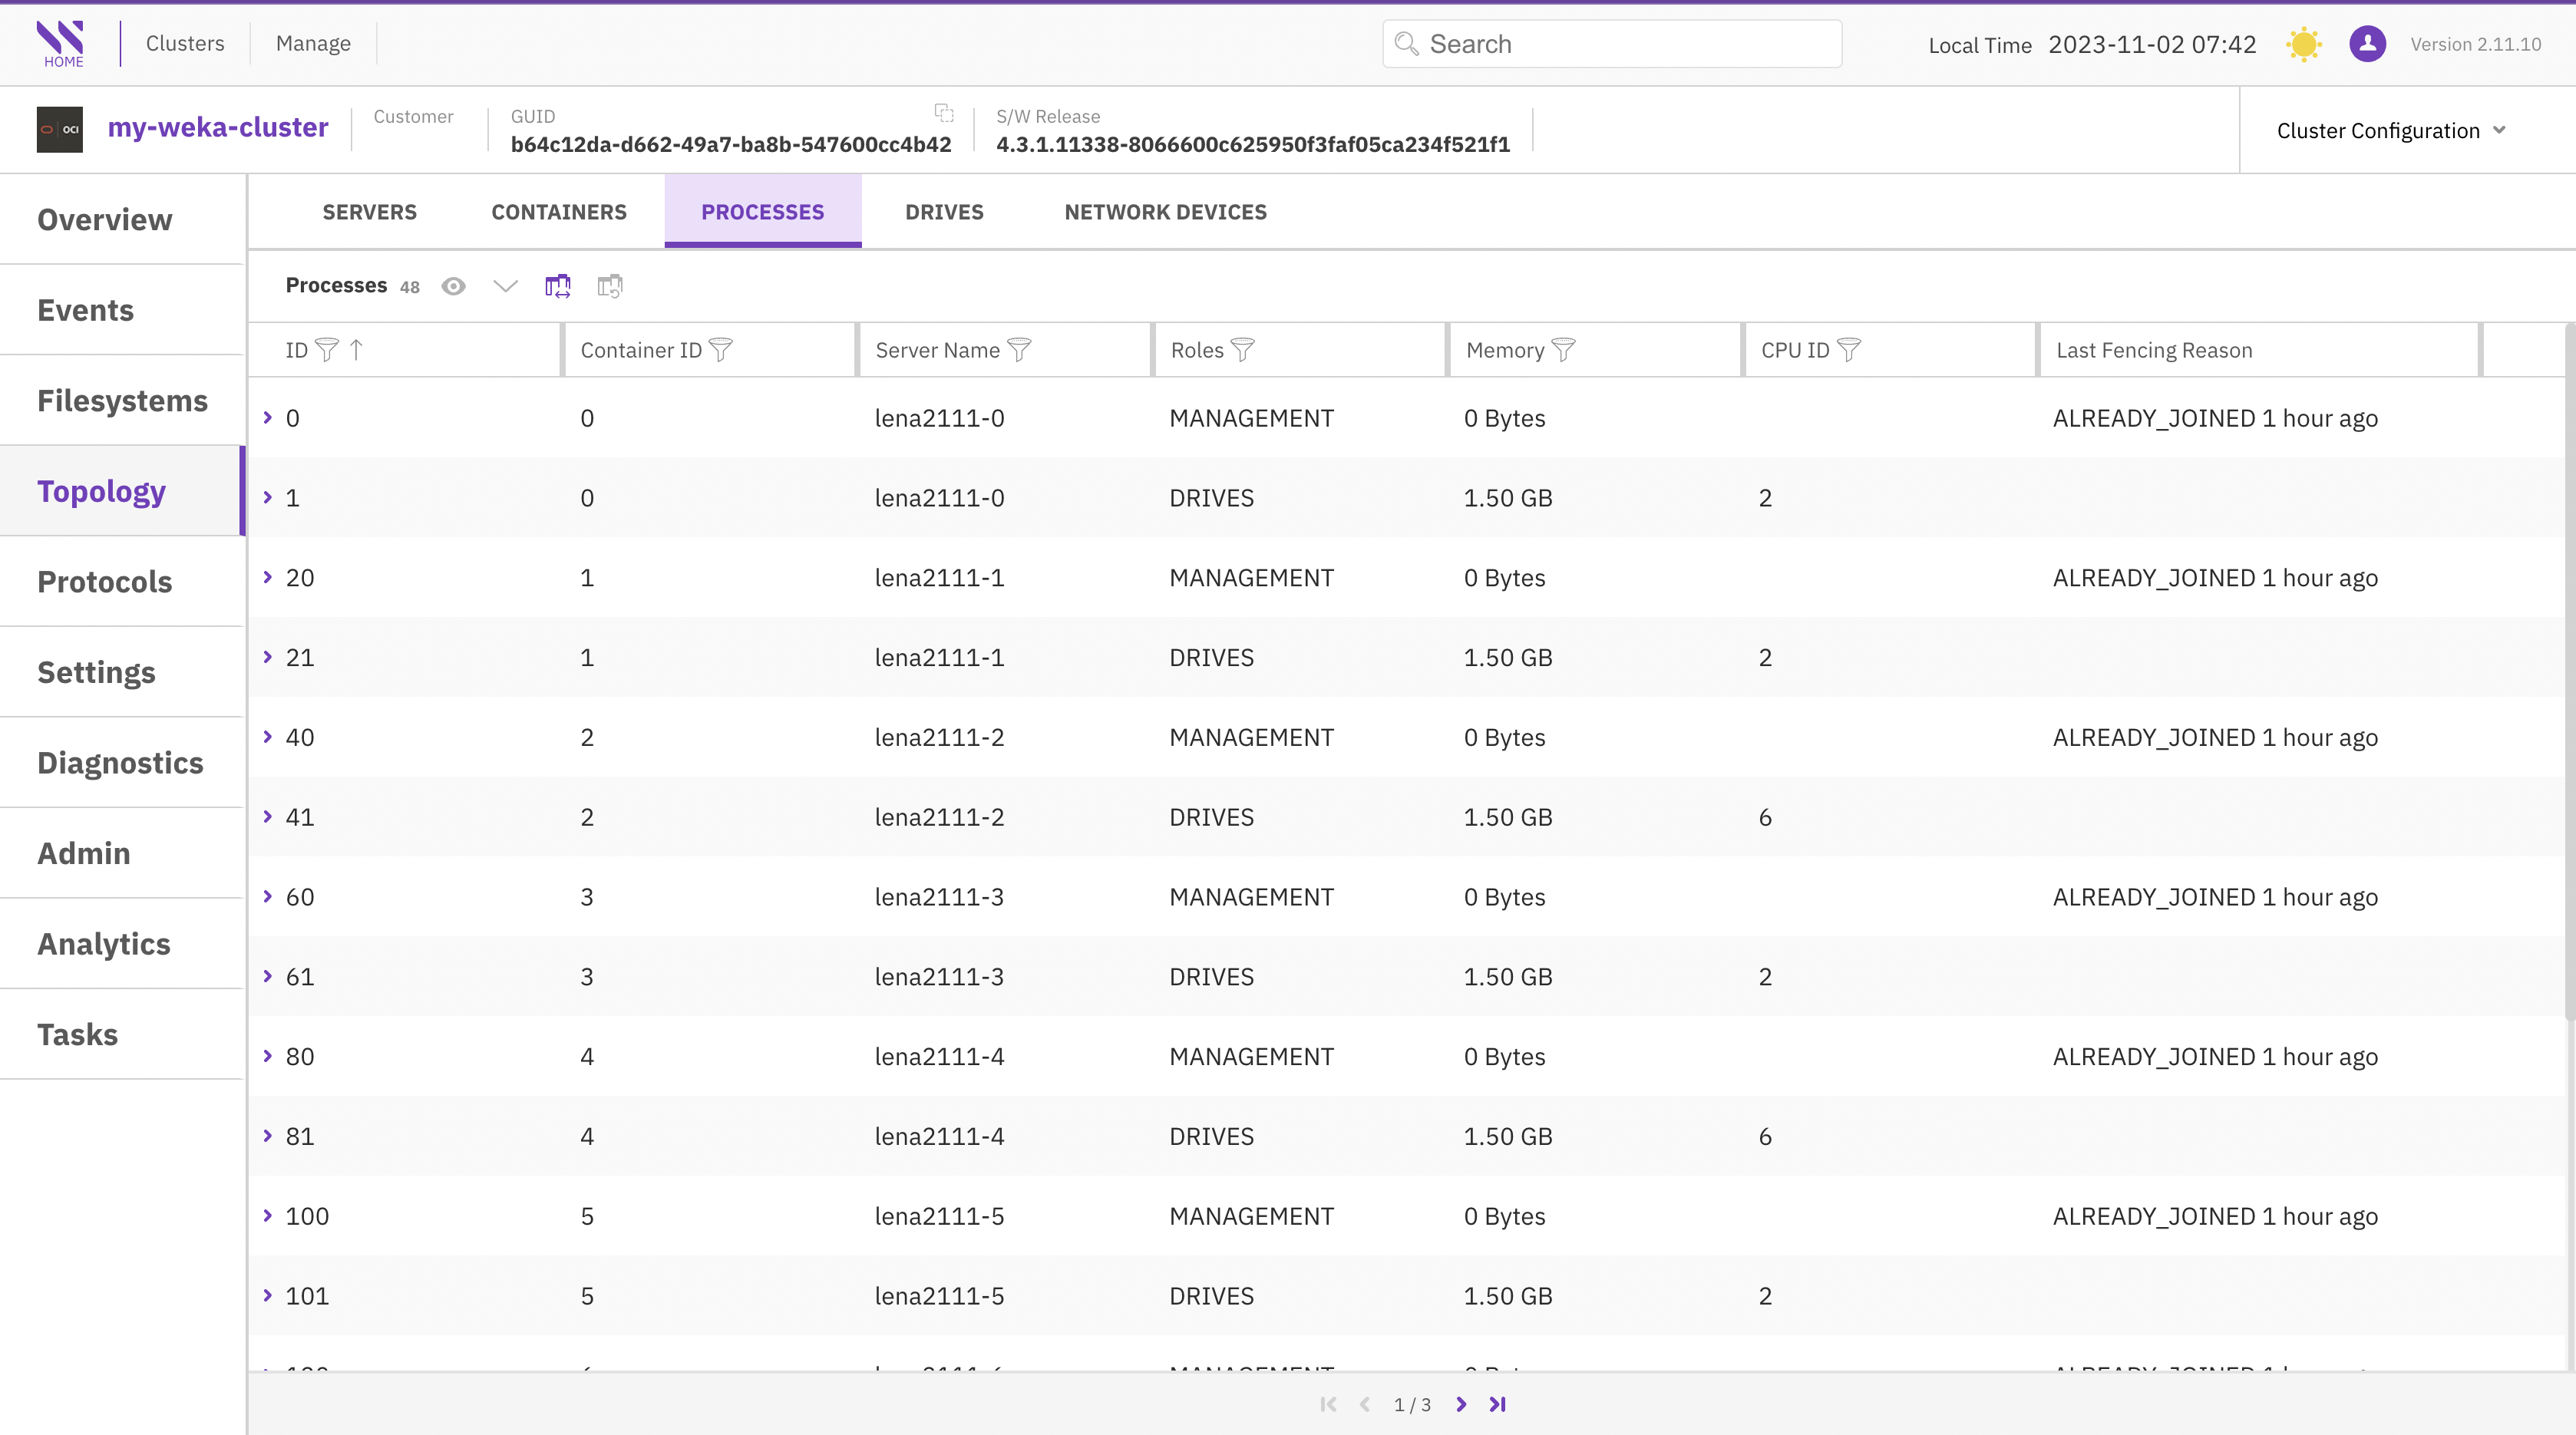 HOME
Clusters
Manage
Search
Local Time 2023-11-02 07:42
Version 2.11.10
OCI
my-weka-cluster
Customer
GUID
b64c12da-d662-49a7-ba8b-547600cc4b42
S/W Release
4.3.1.11338-8066600c625950f3faf05ca234f521f1
Cluster Configuration
Overview
Events
Filesystems
Topology
Protocols
Settings
Diagnostics
Admin
Analytics
Tasks
SERVERS CONTAINERS PROCESSES DRIVES NETWORK DEVICES
Processes 48
ID Container ID Server Name Roles Memory CPU ID Last Fencing Reason
0 0 lena2111-0 MANAGEMENT 0 Bytes ALREADY_JOINED 1 hour ago
1 0 lena2111-0 DRIVES 1.50 GB 2
20 1 lena2111-1 MANAGEMENT 0 Bytes ALREADY_JOINED 1 hour ago
21 1 lena2111-1 DRIVES 1.50 GB 2
40 2 lena2111-2 MANAGEMENT 0 Bytes ALREADY_JOINED 1 hour ago
41 2 lena2111-2 DRIVES 1.50 GB 6
60 3 lena2111-3 MANAGEMENT 0 Bytes ALREADY_JOINED 1 hour ago
61 3 lena2111-3 DRIVES 1.50 GB 2
80 4 lena2111-4 MANAGEMENT 0 Bytes ALREADY_JOINED 1 hour ago
81 4 lena2111-4 DRIVES 1.50 GB 6
100 5 lena2111-5 MANAGEMENT 0 Bytes ALREADY_JOINED 1 hour ago
101 5 lena2111-5 DRIVES 1.50 GB 2
1 / 3